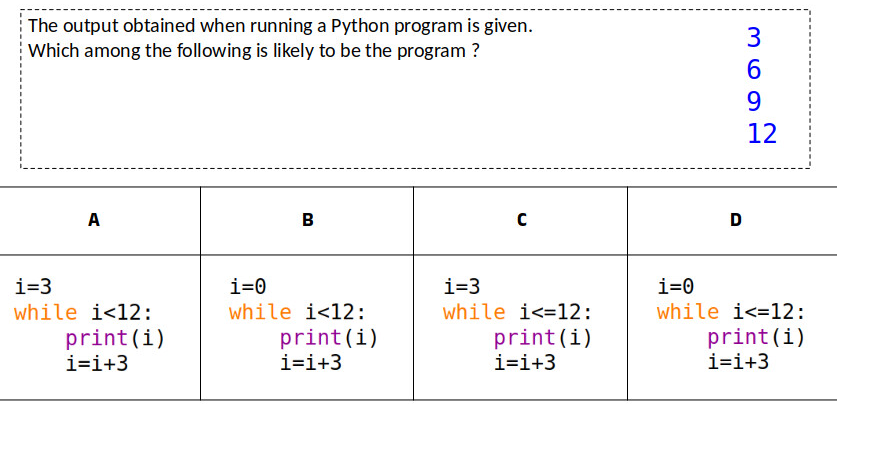 The output obtained when running a Python program is given.
Which among the following is likely to be the program ?
3
6
9
12
A B C D
i=3 i=0 i=3 i=0
while i<12: while i<12: while i<=12: while i<=12:
print(i) print(i) print(i) print(i)
i=i+3 i=i+3 i=i+3 i=i+3